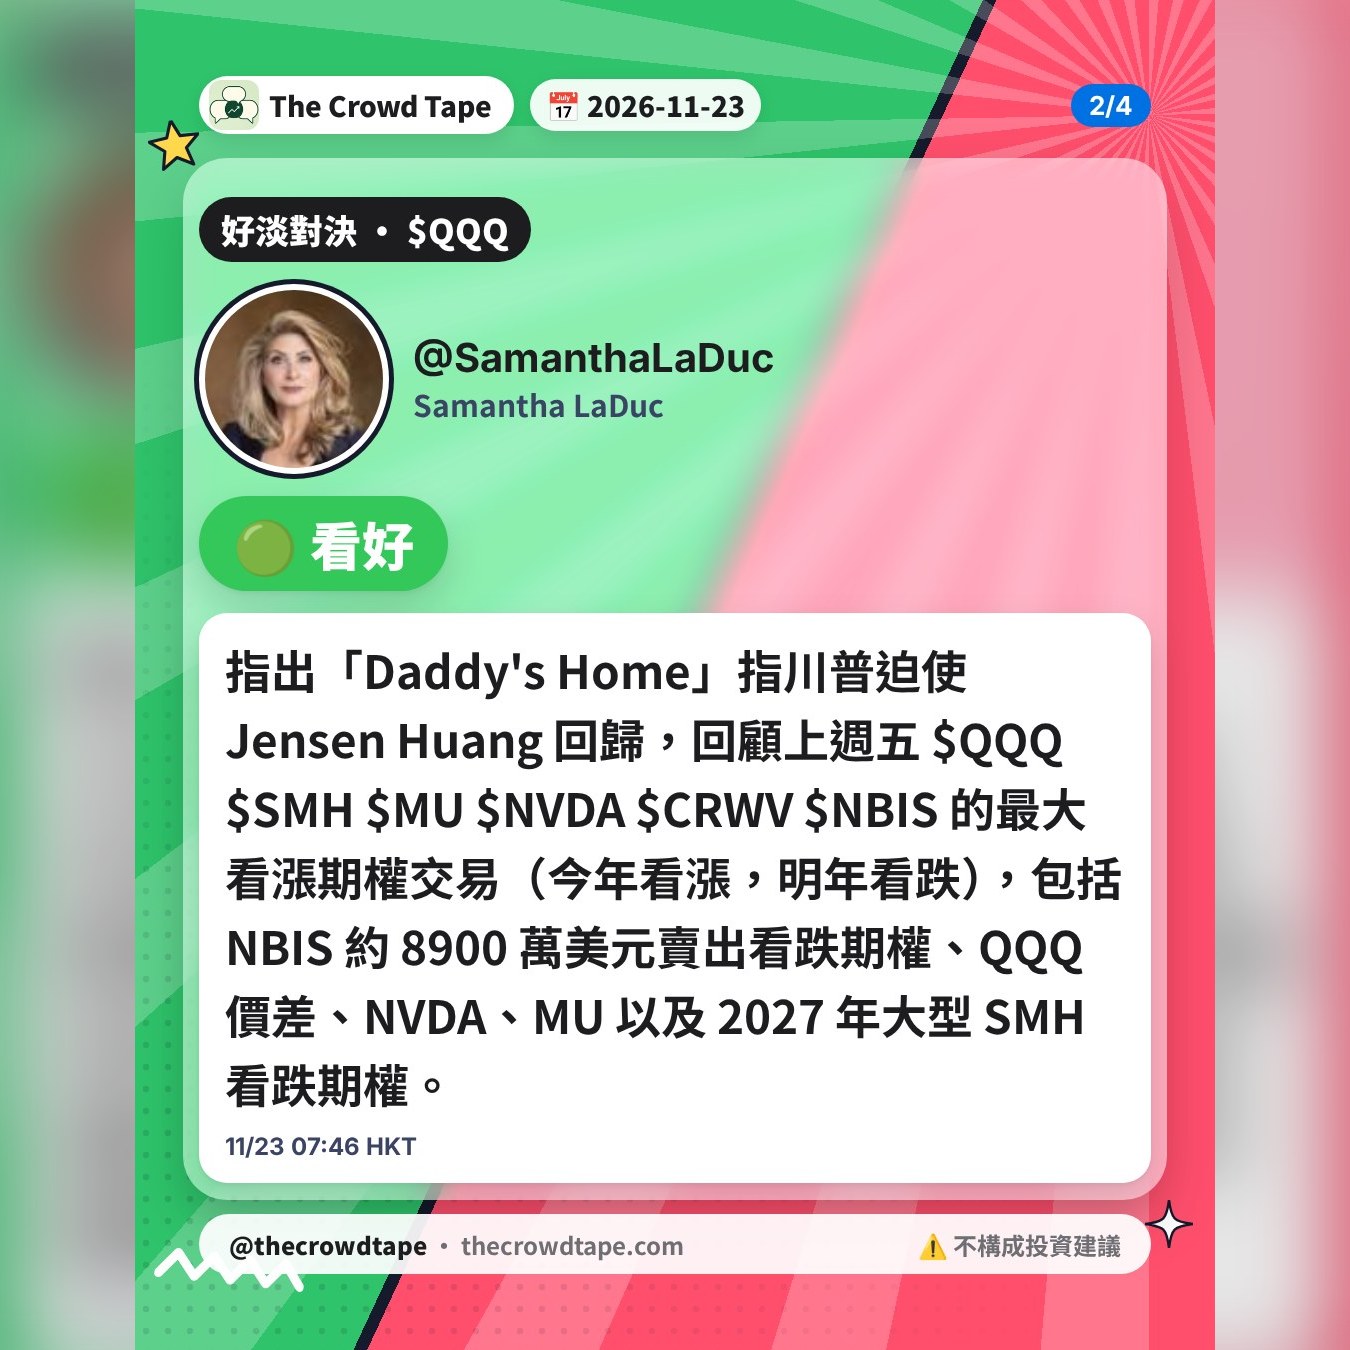 The Crowd Tape
July 17 2026-11-23
2/4
好淡對決 • $QQQ
@SamanthaLaDuc
Samantha LaDuc
看好
指出「Daddy's Home」指川普迫使
Jensen Huang 回歸，回顧上週五 $QQQ
$SMH $MU $NVDA $CRWV $NBIS 的最大
看漲期權交易（今年看漲，明年看跌），包括
NBIS 約 8900 萬美元賣出看跌期權、QQQ
價差、NVDA、MU 以及 2027 年大型 SMH
看跌期權。
11/23 07:46 HKT
@thecrowdtape • thecrowdtape.com
不構成投資建議